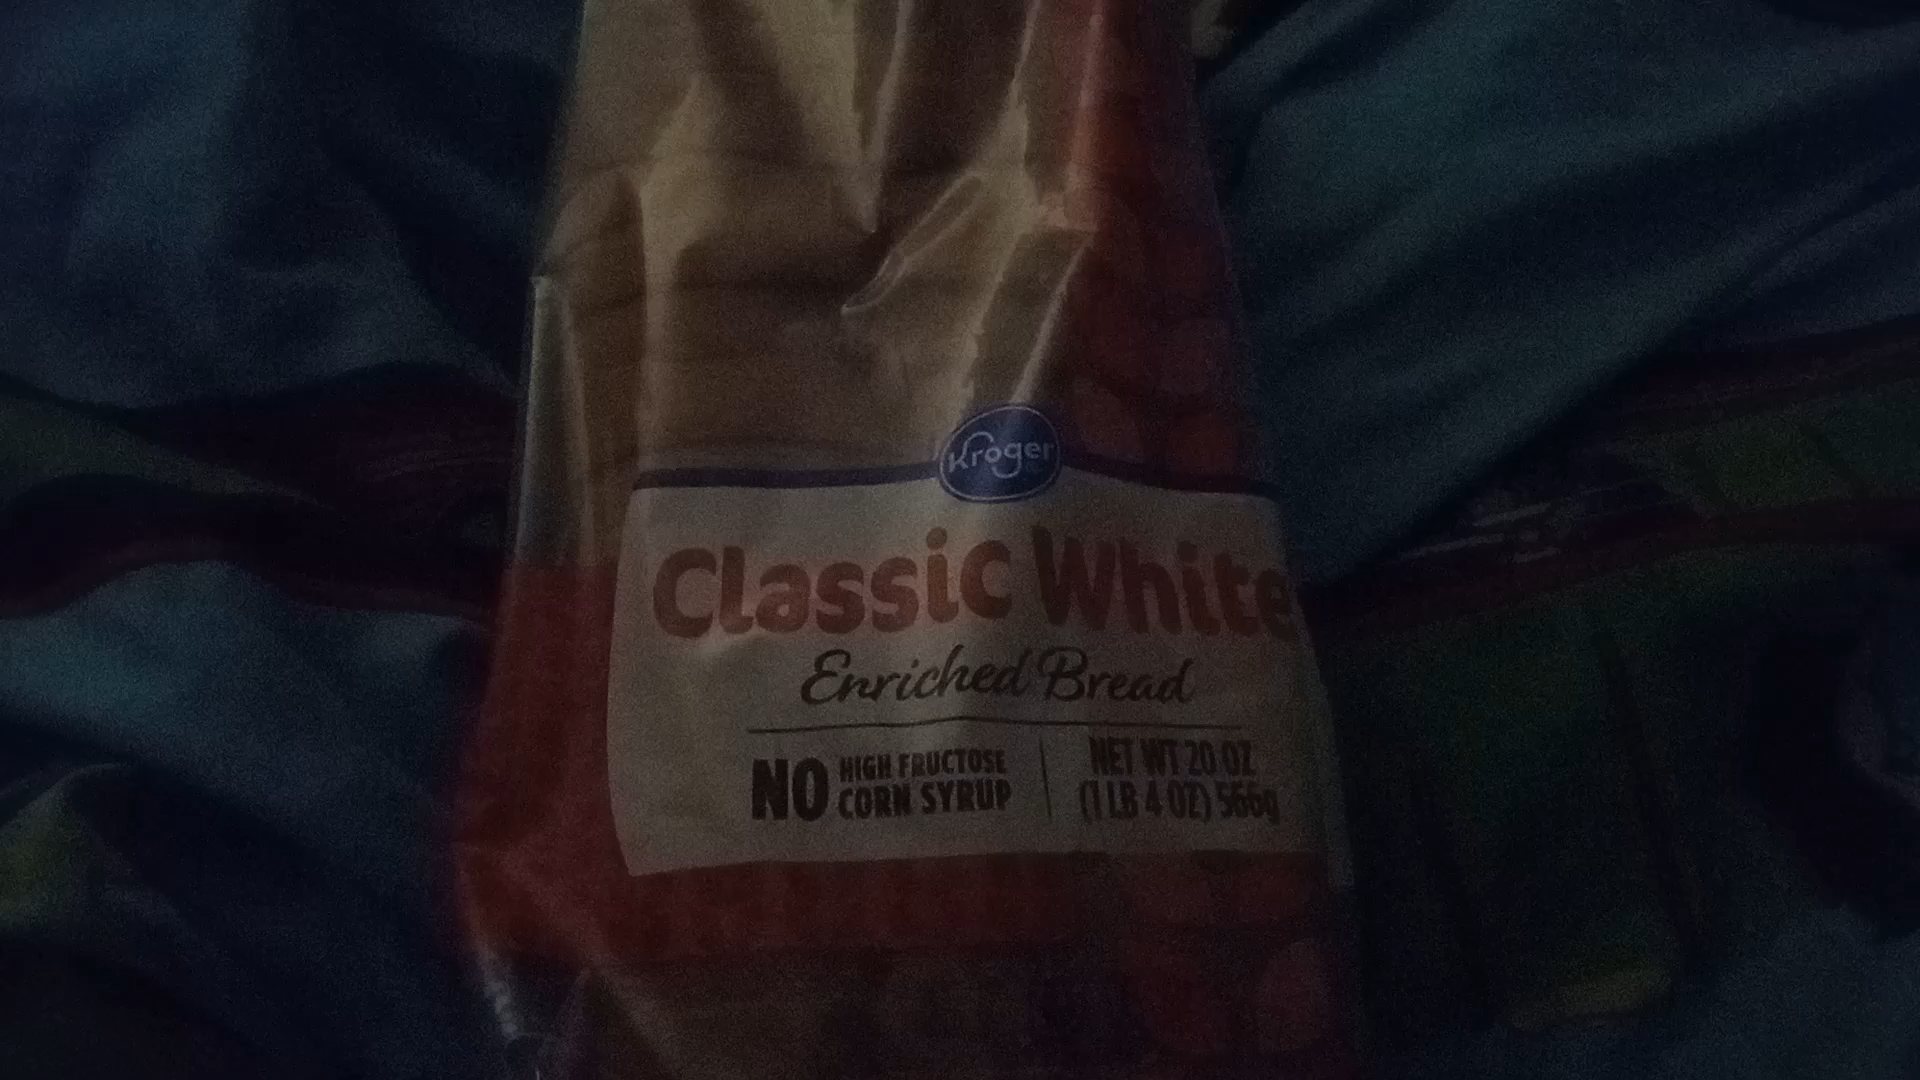 Kroger
Classic White
Enriched Bread
NO HIGH FRUCTOSE
CORN SYRUP
NET WT 20 OZ
(1 LB 4 OZ) 566g